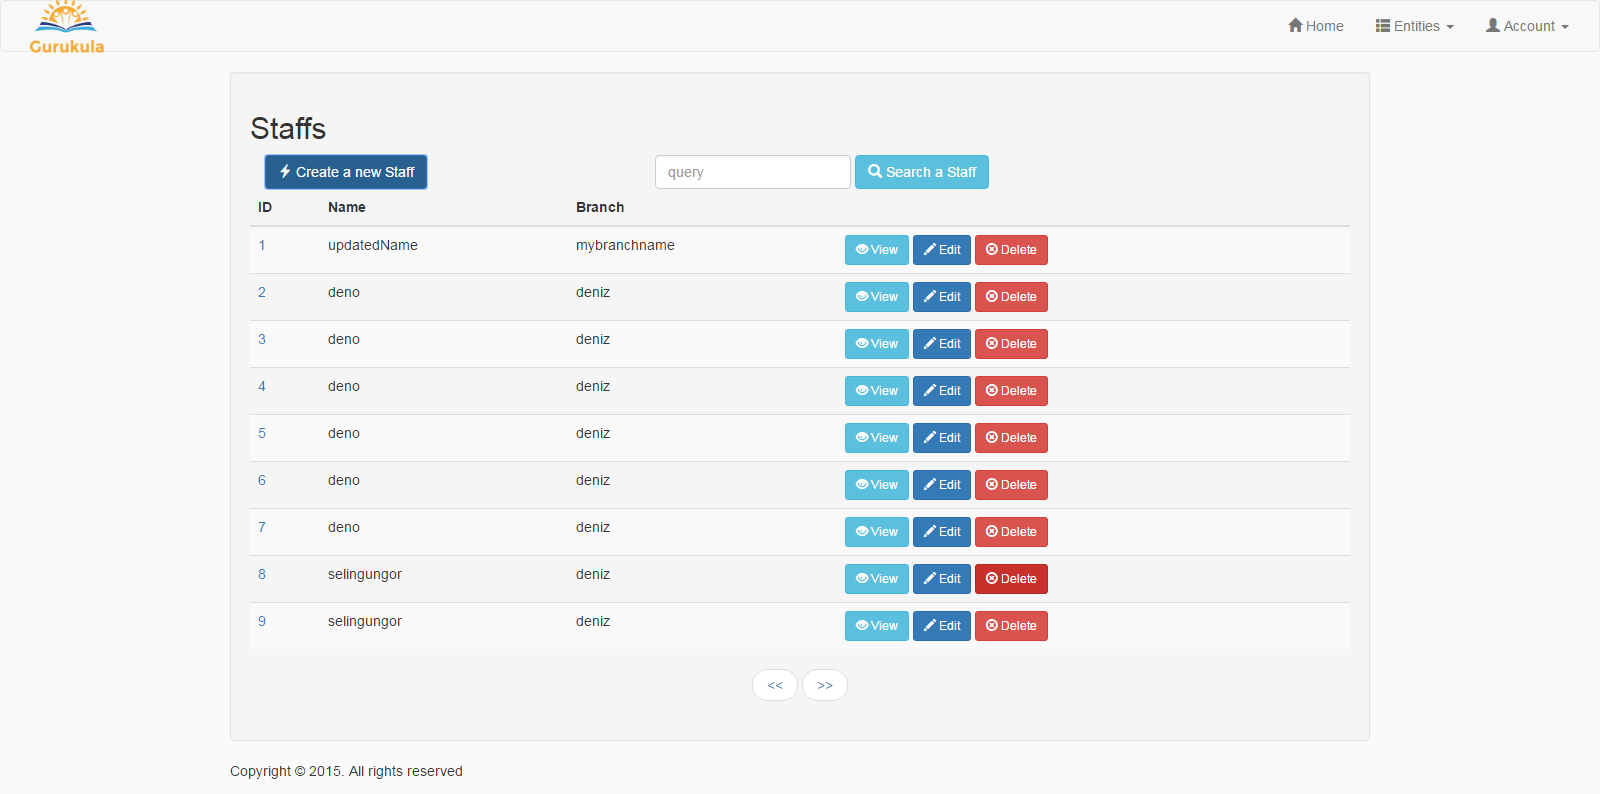 Gurukula
Home Entities Account
Staffs
Create a new Staff query Search a Staff
ID Name Branch
1 updatedName mybranchname View Edit Delete
2 deno deniz View Edit Delete
3 deno deniz View Edit Delete
4 deno deniz View Edit Delete
5 deno deniz View Edit Delete
6 deno deniz View Edit Delete
7 deno deniz View Edit Delete
8 selingungor deniz View Edit Delete
9 selingungor deniz View Edit Delete
<< >>
Copyright © 2015. All rights reserved